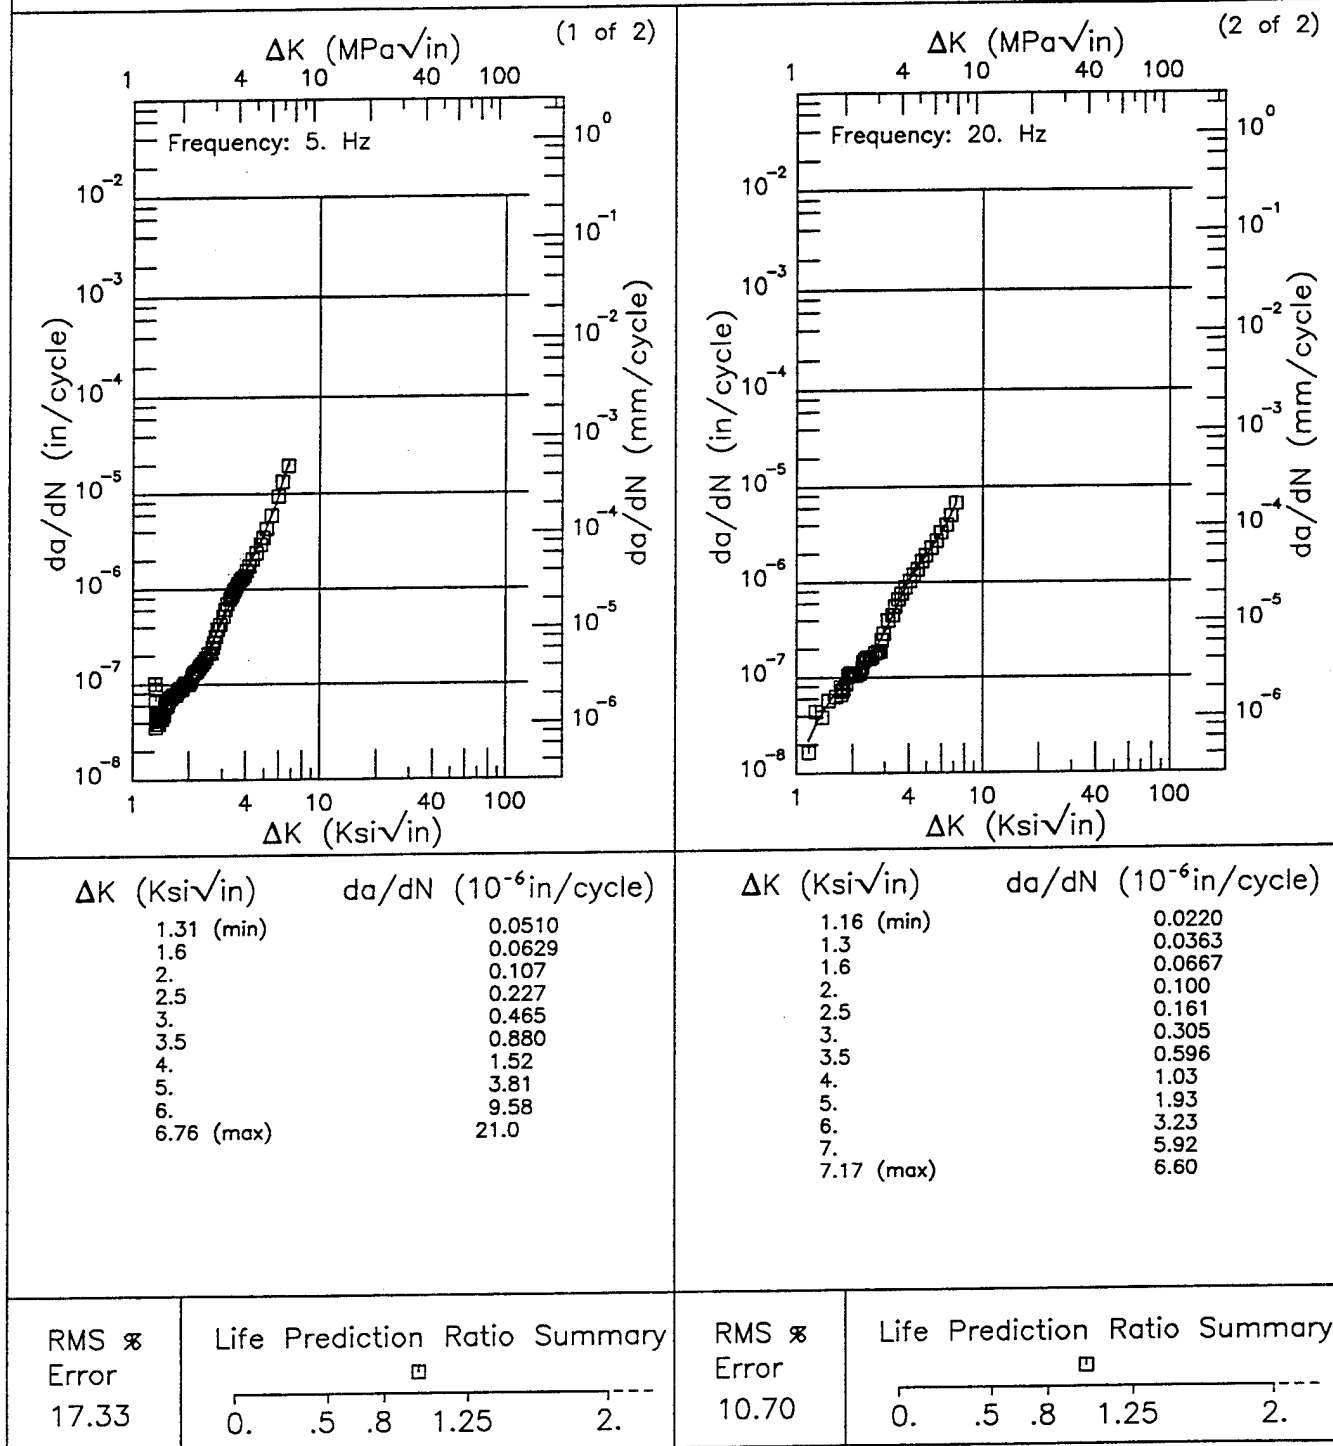 (1 of 2)
ΔK (MPa√in)
1 4 10 40 100
Frequency: 5. Hz
da/dN (in/cycle)
10⁻²
10⁻³
10⁻⁴
10⁻⁵
10⁻⁶
10⁻⁷
10⁻⁸
da/dN (mm/cycle)
10⁰
10⁻¹
10⁻²
10⁻³
10⁻⁴
10⁻⁵
10⁻⁶
1 4 10 40 100
ΔK (Ksi√in)
ΔK (Ksi√in) da/dN (10⁻⁶in/cycle)
1.31 (min) 0.0510
1.6 0.0629
2. 0.107
2.5 0.227
3. 0.465
3.5 0.880
4. 1.52
5. 3.81
6. 9.58
6.76 (max) 21.0
RMS %
Error
17.33
Life Prediction Ratio Summary
0. .5 .8 1.25 2.
(2 of 2)
ΔK (MPa√in)
1 4 10 40 100
Frequency: 20. Hz
da/dN (in/cycle)
10⁻²
10⁻³
10⁻⁴
10⁻⁵
10⁻⁶
10⁻⁷
10⁻⁸
da/dN (mm/cycle)
10⁰
10⁻¹
10⁻²
10⁻³
10⁻⁴
10⁻⁵
10⁻⁶
1 4 10 40 100
ΔK (Ksi√in)
ΔK (Ksi√in) da/dN (10⁻⁶in/cycle)
1.16 (min) 0.0220
1.3 0.0363
1.6 0.0667
2. 0.100
2.5 0.161
3. 0.305
3.5 0.596
4. 1.03
5. 1.93
6. 3.23
7. 5.92
7.17 (max) 6.60
RMS %
Error
10.70
Life Prediction Ratio Summary
0. .5 .8 1.25 2.